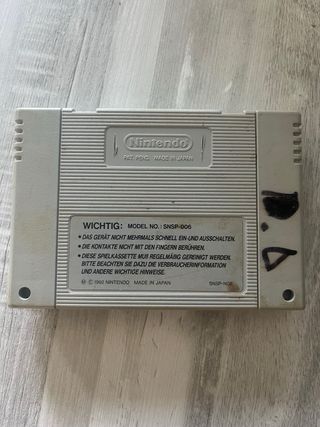 Nintendo
PAT. PEND. MADE IN JAPAN
WICHTIG: MODEL NO.: SNSP-006
• DAS GERÄT NICHT MEHRMALS SCHNELL EIN-UND AUSSCHALTEN.
• DIE KONTAKTE NICHT MIT DEN FINGERN BERÜHREN.
• DIESE SPIELKASSETTE MUß REGELMÄßIG GEREINIGT WERDEN.
BITTE BEACHTEN SIE DAZU DIE VERBRAUCHERINFORMATION
UND ANDERE WICHTIGE HINWEISE.
© 1992 NINTENDO MADE IN JAPAN SNSP-NOE